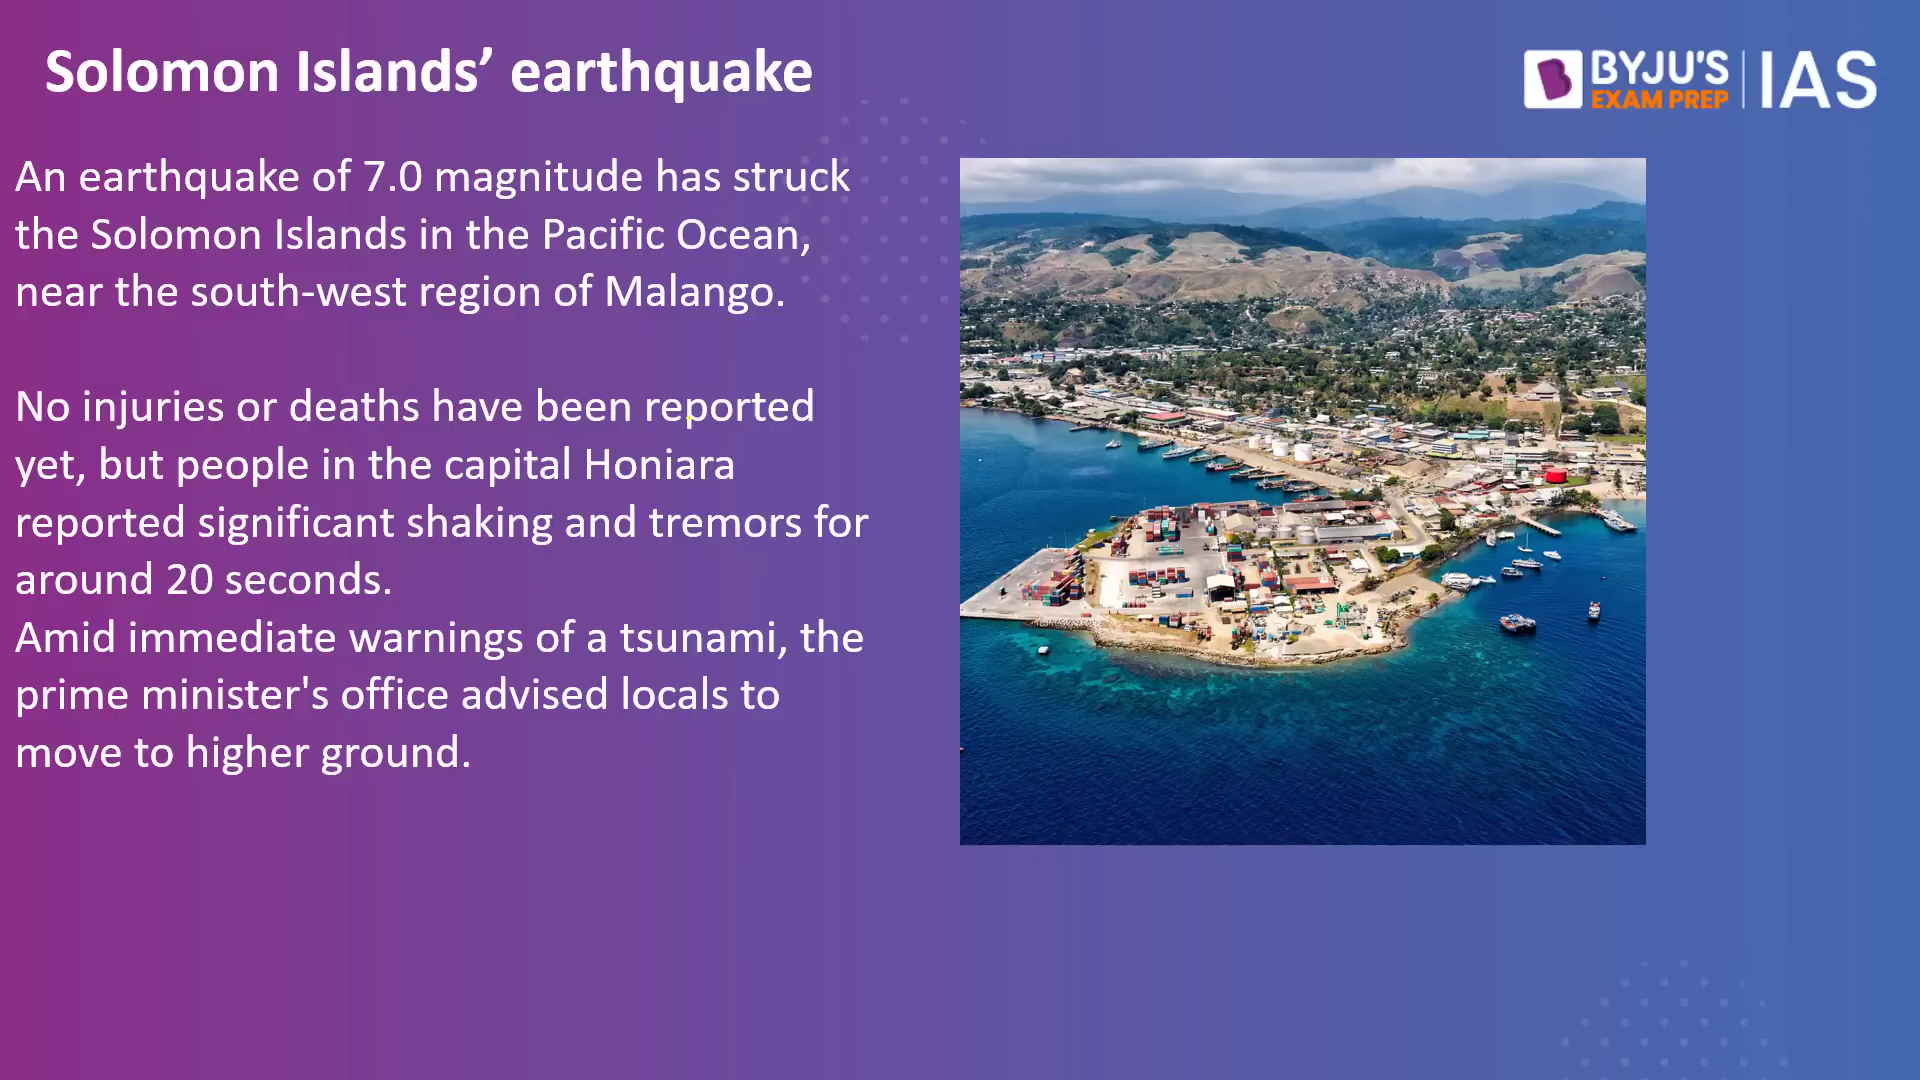 Solomon Islands’ earthquake
BYJU'S
EXAM PREP
IAS
An earthquake of 7.0 magnitude has struck
the Solomon Islands in the Pacific Ocean,
near the south-west region of Malango.
No injuries or deaths have been reported
yet, but people in the capital Honiara
reported significant shaking and tremors for
around 20 seconds.
Amid immediate warnings of a tsunami, the
prime minister's office advised locals to
move to higher ground.